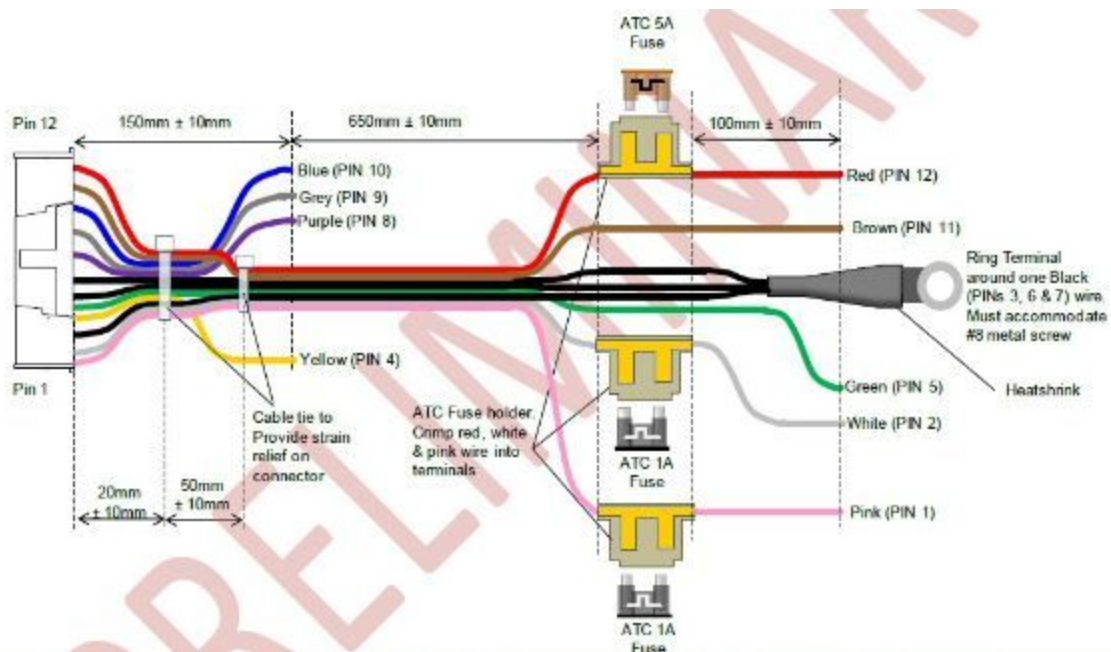 ATC 5A
Fuse
Pin 12
150mm ± 10mm
650mm ± 10mm
100mm ± 10mm
Blue (PIN 10)
Grey (PIN 9)
Purple (PIN 8)
Red (PIN 12)
Brown (PIN 11)
Ring Terminal
around one Black
(PINs 3, 6 & 7) wire.
Must accommodate
#8 metal screw
Yellow (PIN 4)
Pin 1
Green (PIN 5)
Heatshrink
White (PIN 2)
Cable tie to
Provide strain
relief on
connector
ATC Fuse holder.
Crimp red, white
& pink wire into
terminals
ATC 1A
Fuse
20mm
± 10mm
50mm
± 10mm
Pink (PIN 1)
ATC 1A
Fuse
PRELIMINAR